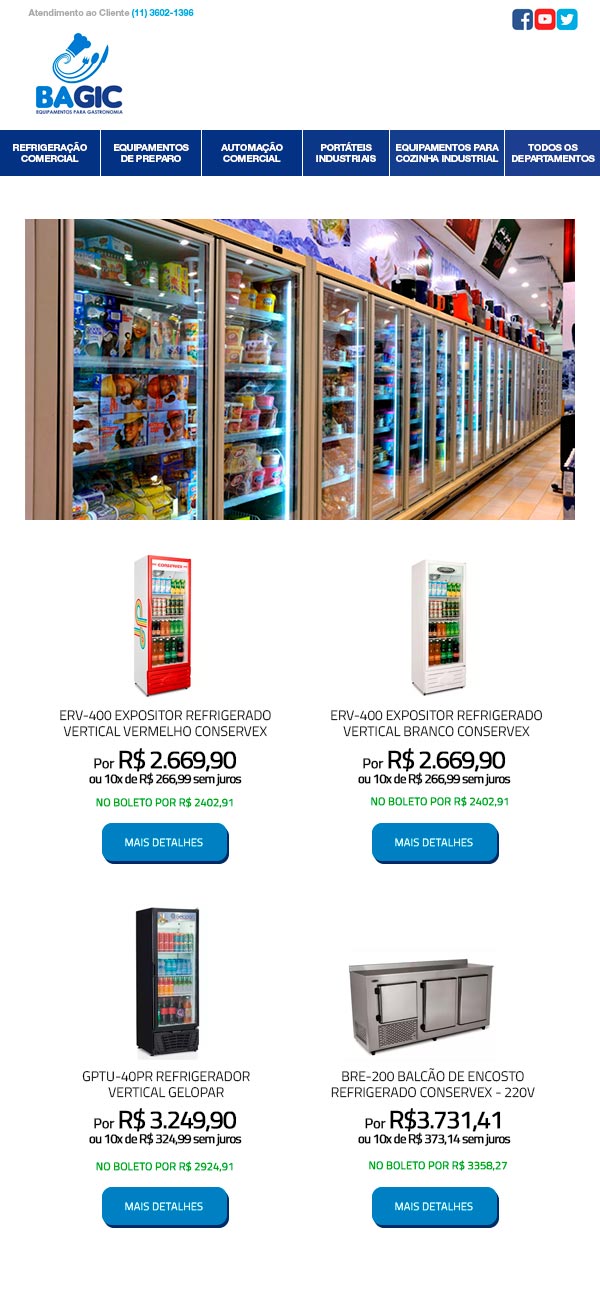 Atendimento ao Cliente (11) 3602-1396
BAGIC
EQUIPAMENTOS PARA GASTRONOMIA
REFRIGERAÇÃO
COMERCIAL
EQUIPAMENTOS
DE PREPARO
AUTOMAÇÃO
COMERCIAL
PORTÁTEIS
INDUSTRIAIS
EQUIPAMENTOS PARA
COZINHA INDUSTRIAL
TODOS OS
DEPARTAMENTOS
CONSERVEX
ERV-400 EXPOSITOR REFRIGERADO
VERTICAL VERMELHO CONSERVEX
Por R$ 2.669,90
ou 10x de R$ 266,99 sem juros
NO BOLETO POR R$ 2402,91
MAIS DETALHES
ERV-400 EXPOSITOR REFRIGERADO
VERTICAL BRANCO CONSERVEX
Por R$ 2.669,90
ou 10x de R$ 266,99 sem juros
NO BOLETO POR R$ 2402,91
MAIS DETALHES
Gelopar
GPTU-40PR REFRIGERADOR
VERTICAL GELOPAR
Por R$ 3.249,90
ou 10x de R$ 324,99 sem juros
NO BOLETO POR R$ 2924,91
MAIS DETALHES
BRE-200 BALCÃO DE ENCOSTO
REFRIGERADO CONSERVEX - 220V
Por R$3.731,41
ou 10x de R$ 373,14 sem juros
NO BOLETO POR R$ 3358,27
MAIS DETALHES